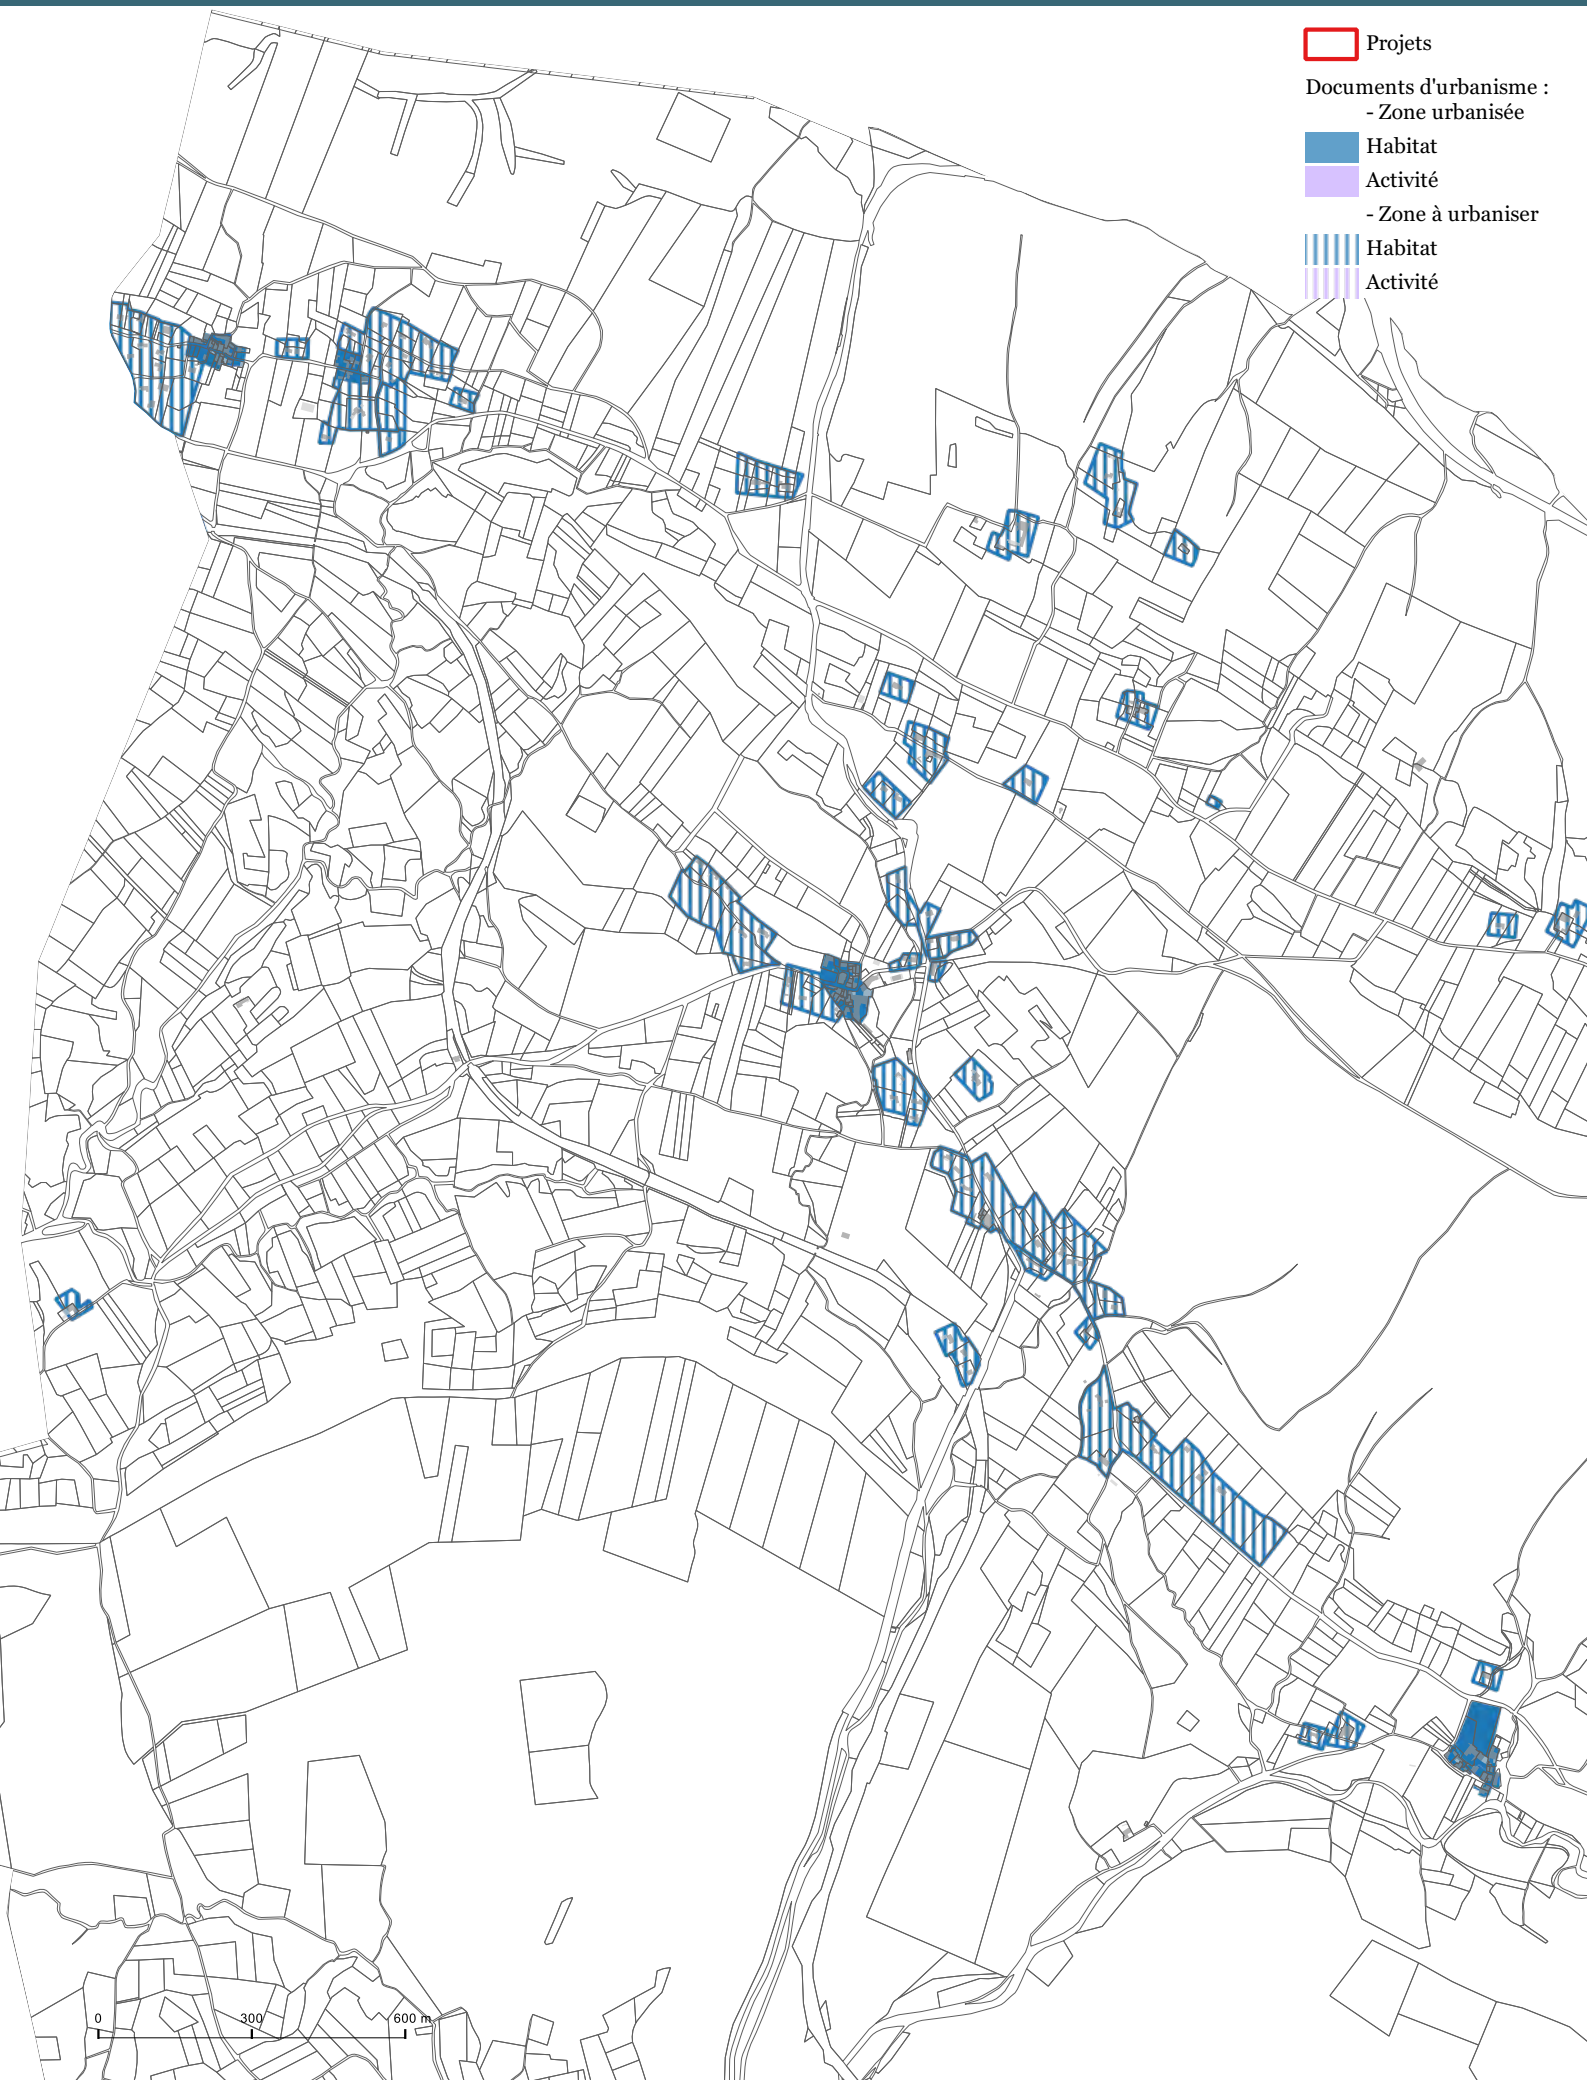 Projets
Documents d'urbanisme :
- Zone urbanisée
Habitat
Activité
- Zone à urbaniser
Habitat
Activité
0 300 600 m